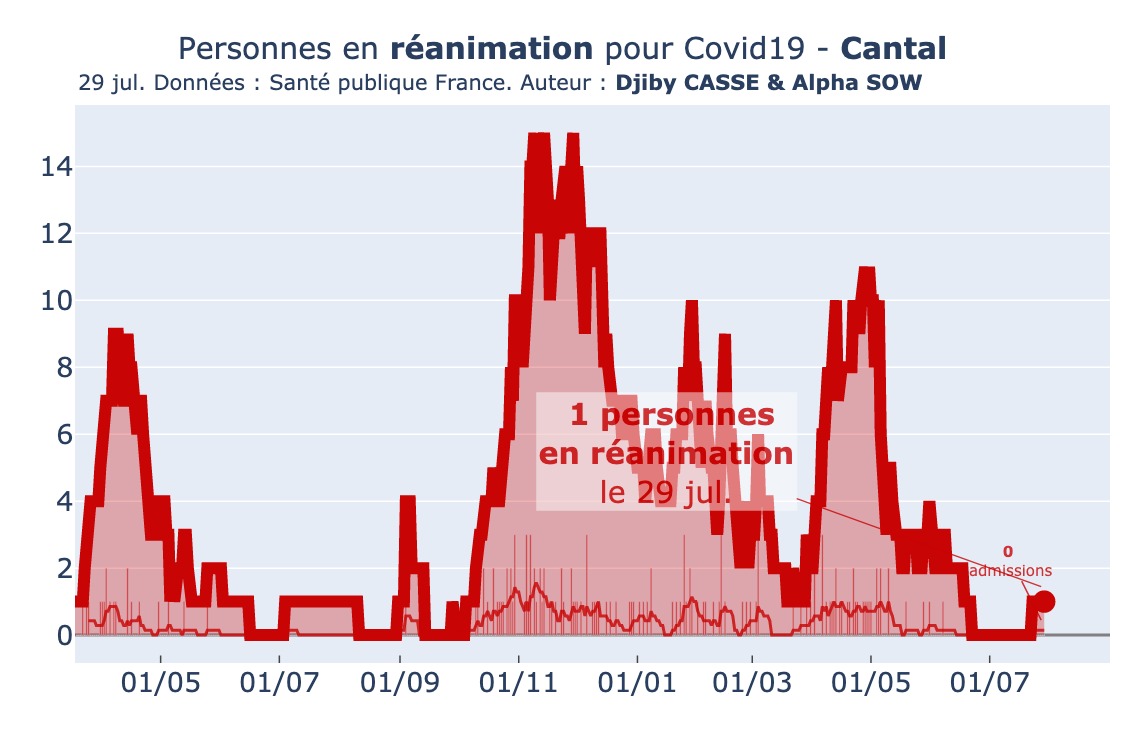 Personnes en réanimation pour Covid19 - Cantal
29 jul. Données : Santé publique France. Auteur : Djiby CASSE & Alpha SOW
14
12
10
8
6
4
2
0
1 personnes
en réanimation
le 29 jul.
0
admissions
01/05
01/07
01/09
01/11
01/01
01/03
01/05
01/07